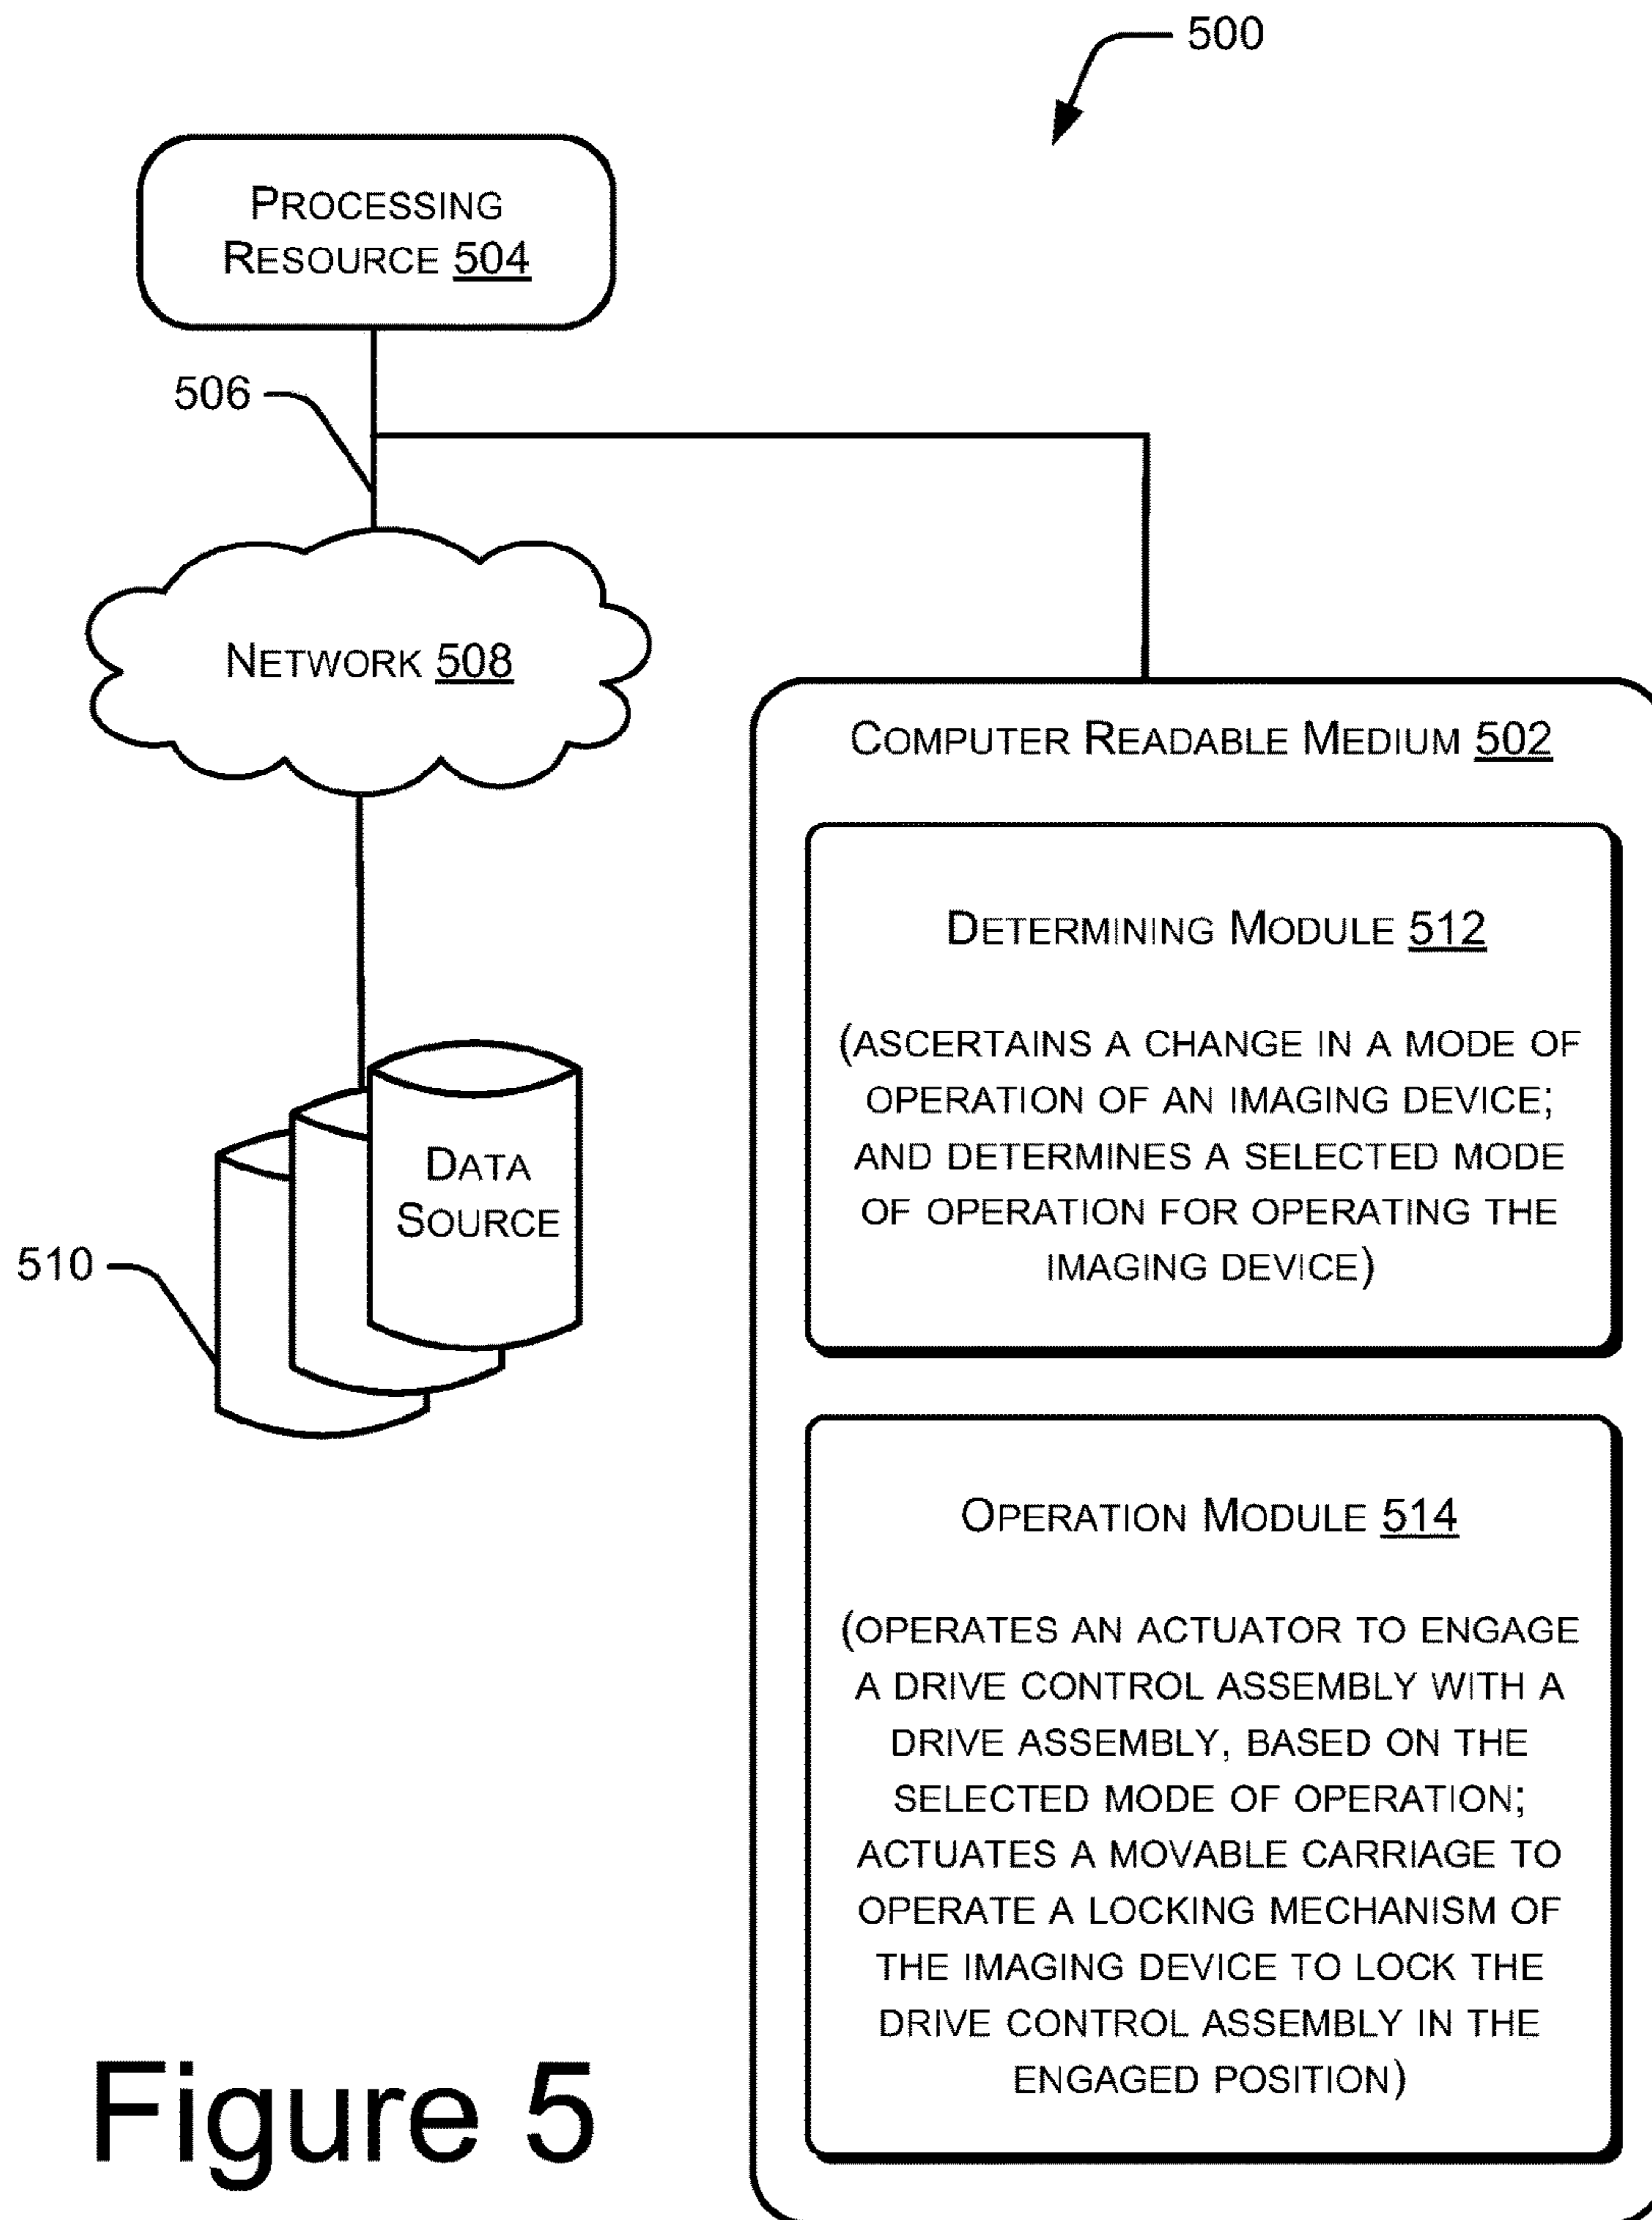 500
PROCESSING
RESOURCE 504
506
NETWORK 508
COMPUTER READABLE MEDIUM 502
DETERMINING MODULE 512
(ASCERTAINS A CHANGE IN A MODE OF
OPERATION OF AN IMAGING DEVICE;
AND DETERMINES A SELECTED MODE
OF OPERATION FOR OPERATING THE
IMAGING DEVICE)
DATA
SOURCE
510
OPERATION MODULE 514
(OPERATES AN ACTUATOR TO ENGAGE
A DRIVE CONTROL ASSEMBLY WITH A
DRIVE ASSEMBLY, BASED ON THE
SELECTED MODE OF OPERATION;
ACTUATES A MOVABLE CARRIAGE TO
OPERATE A LOCKING MECHANISM OF
THE IMAGING DEVICE TO LOCK THE
DRIVE CONTROL ASSEMBLY IN THE
ENGAGED POSITION)
Figure 5